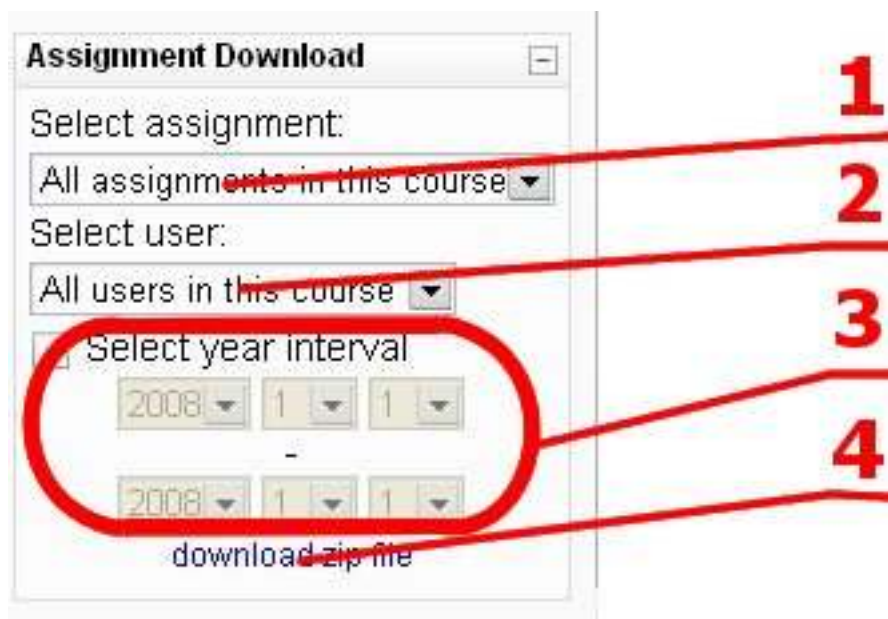 Assignment Download
1
Select assignment:
All assignments in this course
2
Select user:
All users in this course
3
Select year interval
2008 1 1
-
2008 1 1
4
download zip file